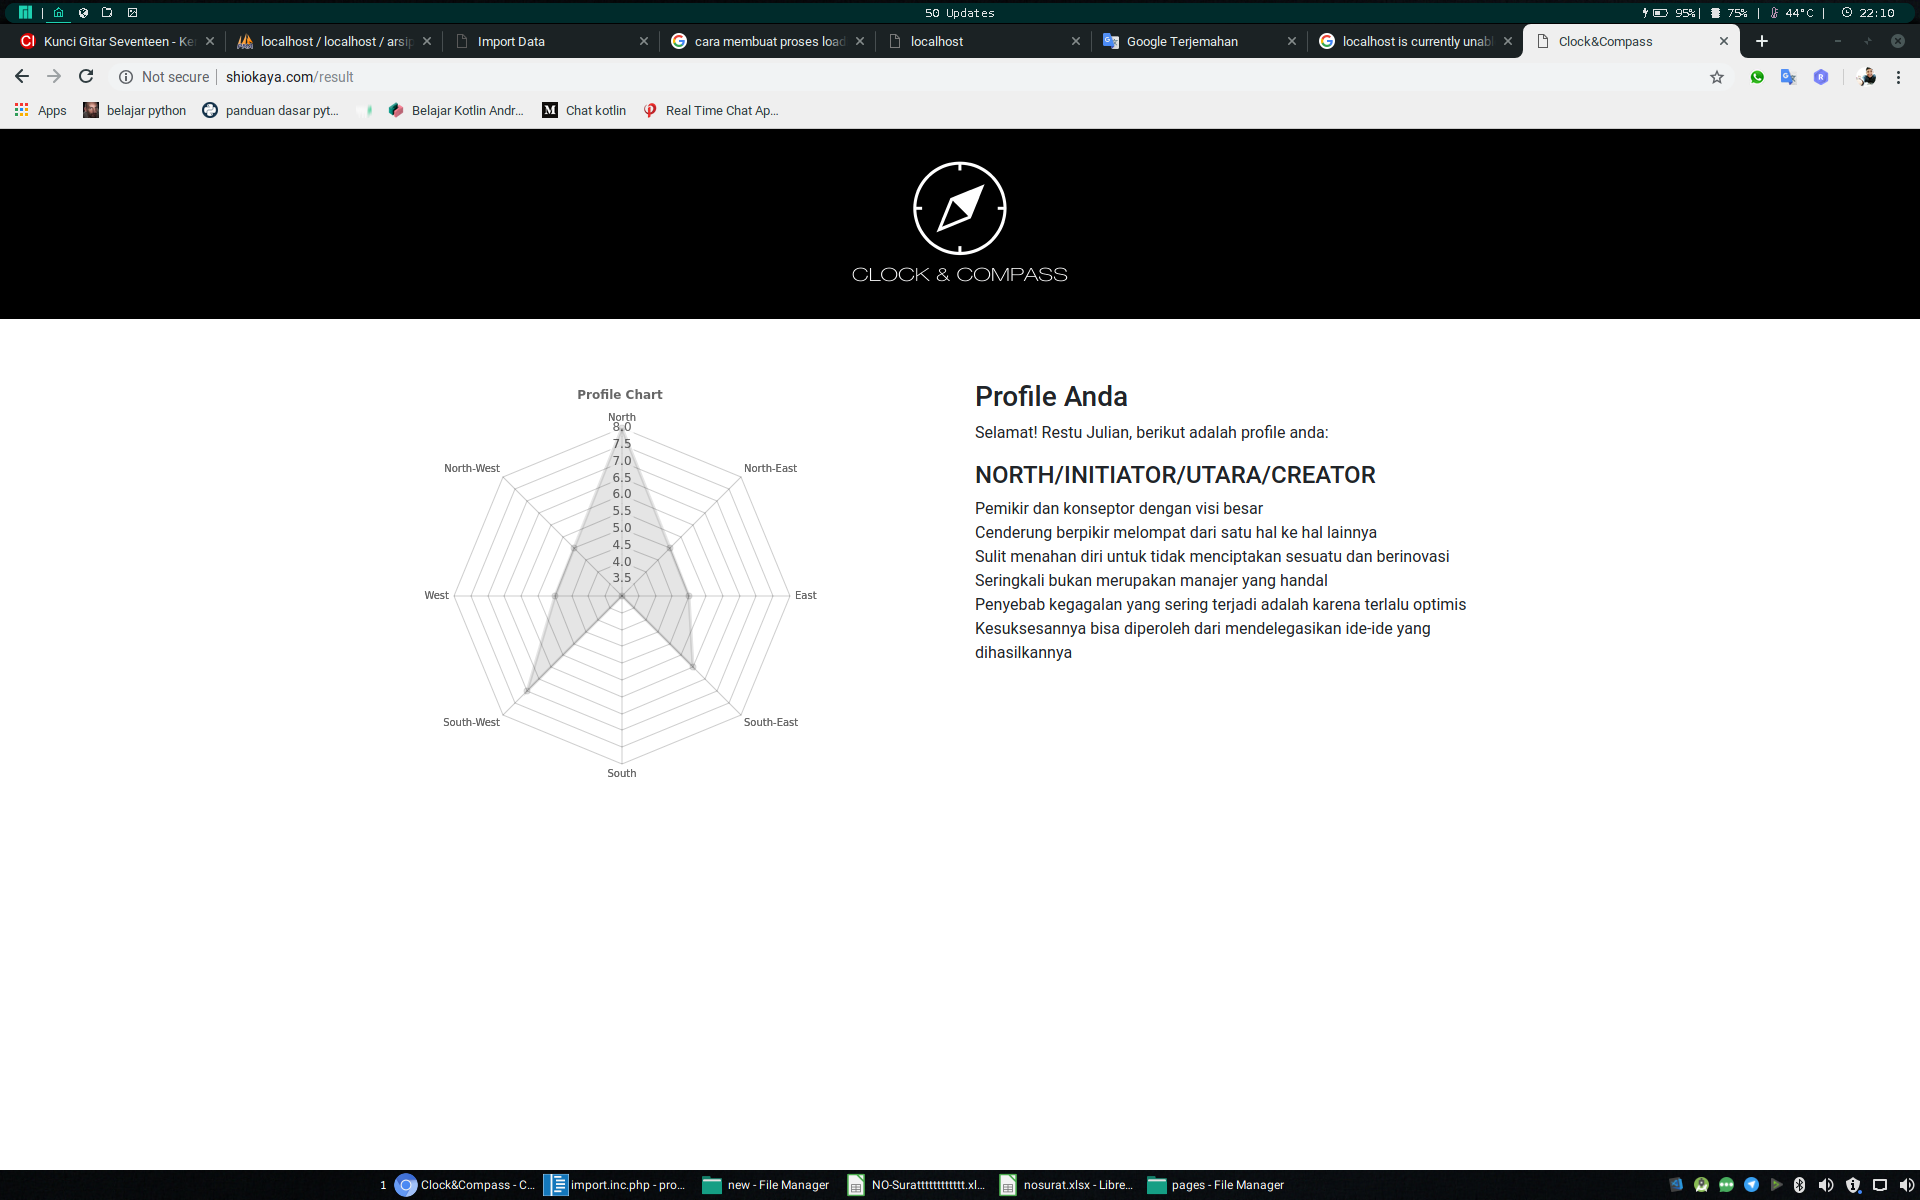 50 Updates
95%
75%
44°C
22:10
Kunci Gitar Seventeen - Ke
localhost / localhost / arsip
Import Data
cara membuat proses load
localhost
Google Terjemahan
localhost is currently unab
Clock&Compass
Not secure
shiokaya.com/result
Apps
belajar python
panduan dasar pyt...
Belajar Kotlin Andr...
Chat kotlin
Real Time Chat Ap...
CLOCK & COMPASS
Profile Chart
North
8.0
7.5
7.0
6.5
6.0
5.5
5.0
4.5
4.0
3.5
North-West
North-East
West
East
South-West
South-East
South
Profile Anda
Selamat! Restu Julian, berikut adalah profile anda:
NORTH/INITIATOR/UTARA/CREATOR
Pemikir dan konseptor dengan visi besar
Cenderung berpikir melompat dari satu hal ke hal lainnya
Sulit menahan diri untuk tidak menciptakan sesuatu dan berinovasi
Seringkali bukan merupakan manajer yang handal
Penyebab kegagalan yang sering terjadi adalah karena terlalu optimis
Kesuksesannya bisa diperoleh dari mendelegasikan ide-ide yang
dihasilkannya
1
Clock&Compass - C...
import.inc.php - pro...
new - File Manager
NO-Suratttttttttttt.xl...
nosurat.xlsx - Libre...
pages - File Manager